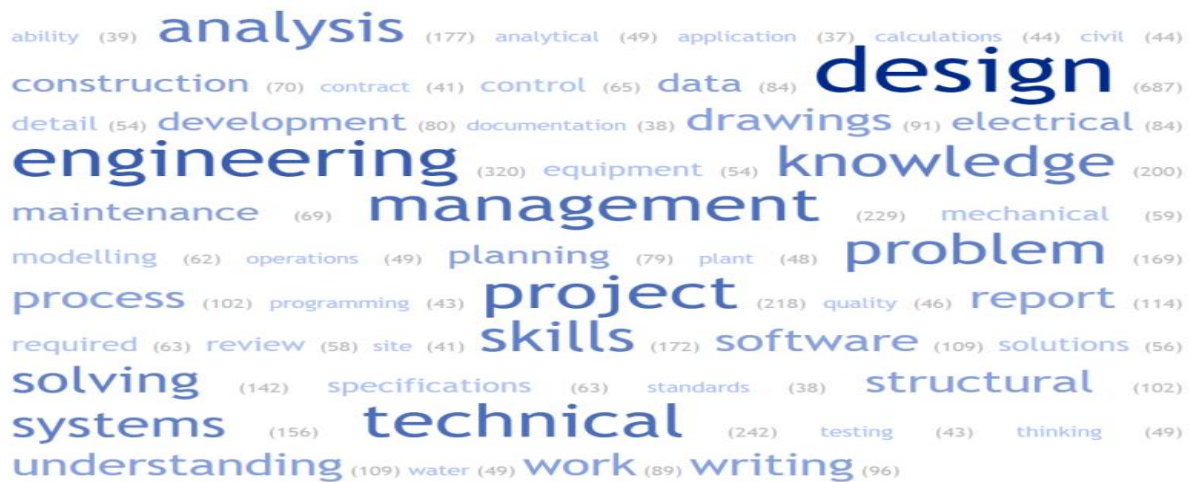 ability (39) analysis (177) analytical (49) application (37) calculations (44) civil (44)
construction (70) contract (41) control (65) data (84) design (687)
detail (54) development (80) documentation (38) drawings (91) electrical (84)
engineering (320) equipment (54) knowledge (200)
maintenance (69) management (229) mechanical (59)
modelling (62) operations (49) planning (79) plant (48) problem (169)
process (102) programming (43) project (218) quality (46) report (114)
required (63) review (58) site (41) skills (172) software (109) solutions (56)
solving (142) specifications (63) standards (38) structural (102)
systems (156) technical (242) testing (43) thinking (49)
understanding (109) water (49) work (89) writing (96)